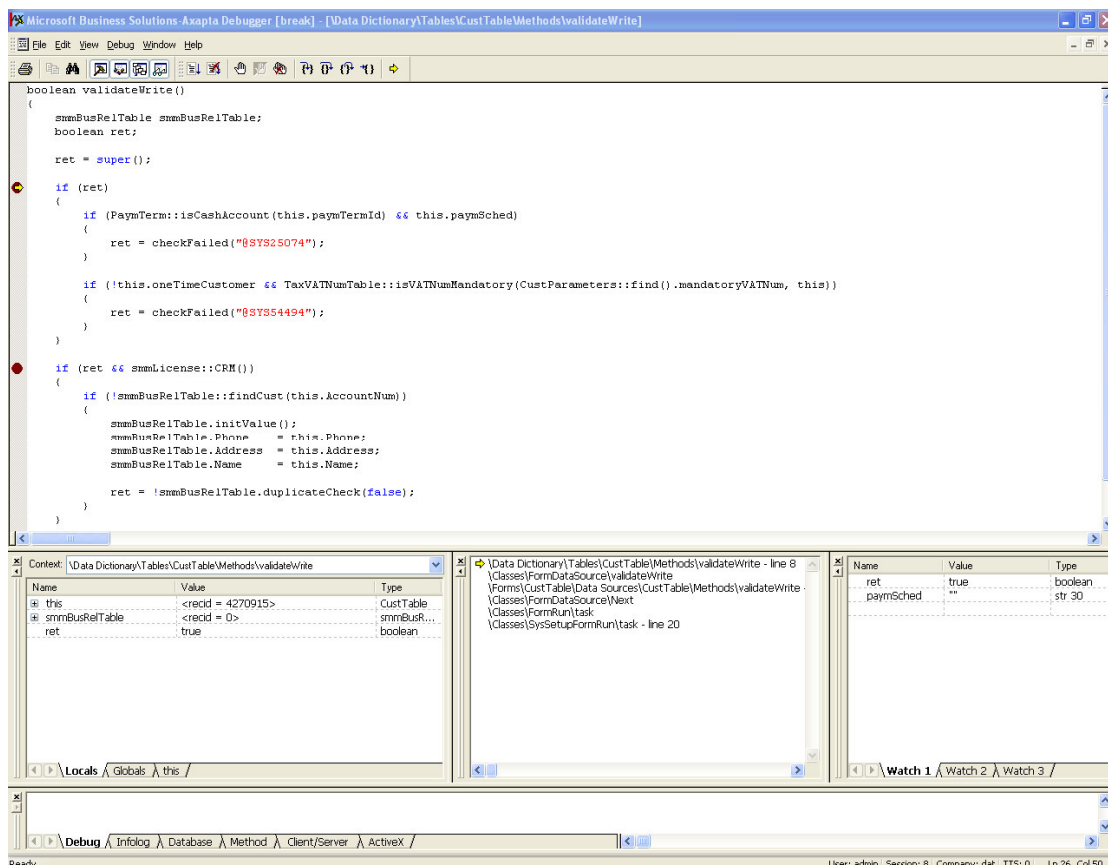 Microsoft Business Solutions-Axapta Debugger [break] - [\Data Dictionary\Tables\CustTable\Methods\validateWrite]
File Edit View Debug Window Help
boolean validateWrite()
{
smmBusRelTable smmBusRelTable;
boolean ret;
ret = super();
if (ret)
{
if (PaymTerm::isCashAccount(this.paymTermId) && this.paymSched)
{
ret = checkFailed("@SYS25074");
}
if (!this.oneTimeCustomer && TaxVATNumTable::isVATNumMandatory(CustParameters::find().mandatoryVATNum, this))
{
ret = checkFailed("@SYS54494");
}
}
if (ret && smmLicense::CRM())
{
if (!smmBusRelTable::findCust(this.AccountNum))
{
smmBusRelTable.initValue();
smmBusRelTable.Phone = this.Phone;
smmBusRelTable.Address = this.Address;
smmBusRelTable.Name = this.Name;
ret = !smmBusRelTable.duplicateCheck(false);
}
}
Context: \Data Dictionary\Tables\CustTable\Methods\validateWrite
Name Value Type
this <recid = 4270915> CustTable
smmBusRelTable <recid = 0> smmBusR...
ret true boolean
Locals Globals this
\Data Dictionary\Tables\CustTable\Methods\validateWrite - line 8
\Classes\FormDataSource\validateWrite
\Forms\CustTable\Data Sources\CustTable\Methods\validateWrite -
\Classes\FormDataSource\Next
\Classes\FormRun\task
\Classes\SysSetupFormRun\task - line 20
Name Value Type
ret true boolean
paymSched "" str 30
Watch 1 Watch 2 Watch 3
Debug Infolog Database Method Client/Server ActiveX
Ready User: admin Session: 8 Company: dat TTS: 0 Ln 26, Col 50